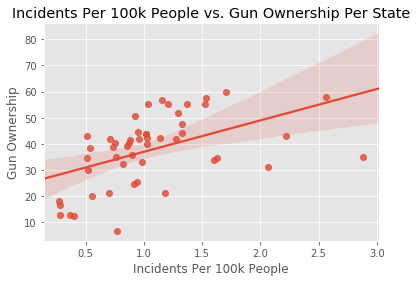 Incidents Per 100k People vs. Gun Ownership Per State
80
70
60
50
40
30
20
10
Gun Ownership
0.5 1.0 1.5 2.0 2.5 3.0
Incidents Per 100k People